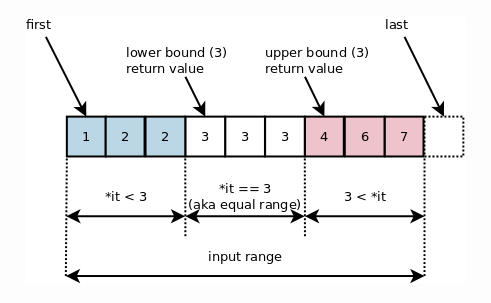 first
last
lower bound (3)
return value
upper bound (3)
return value
1 2 2 3 3 3 4 6 7
*it < 3
*it == 3
(aka equal range)
3 < *it
input range